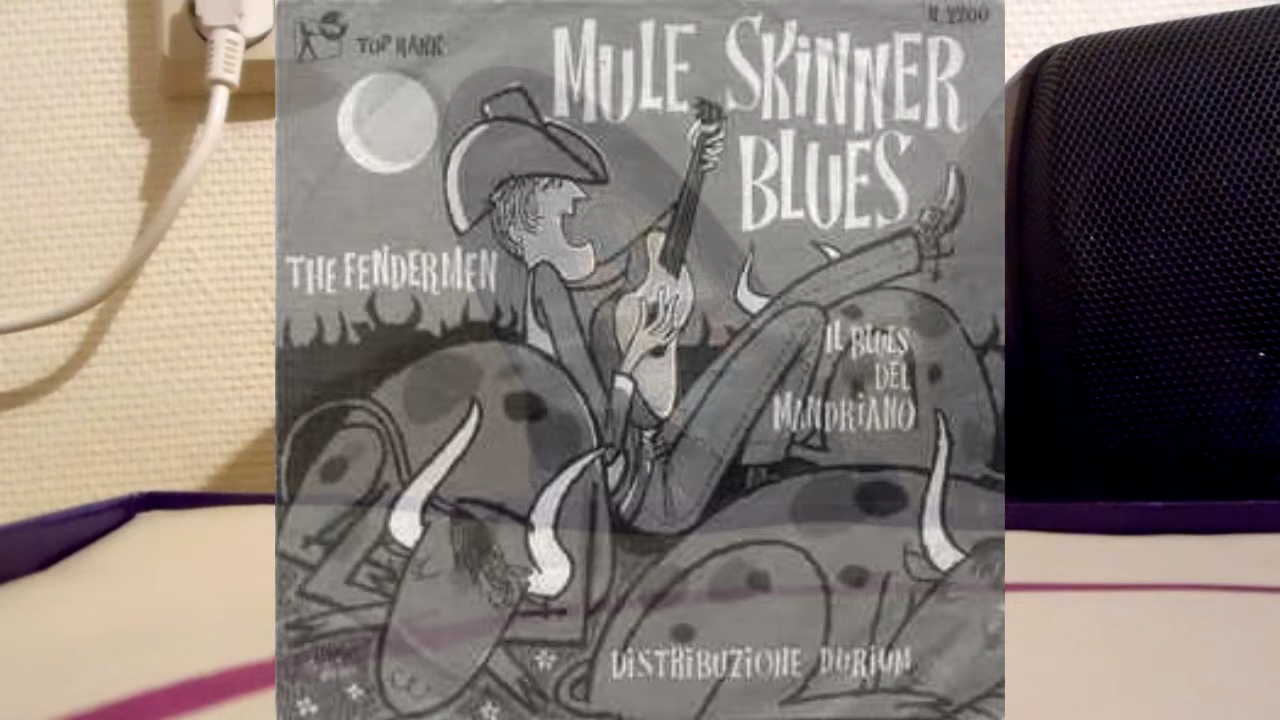 TOP RANK
MULE SKINNER
BLUES
THE FENDERMEN
IL BLUES
DEL
MANDRIANO
DISTRIBUZIONE DURIUM